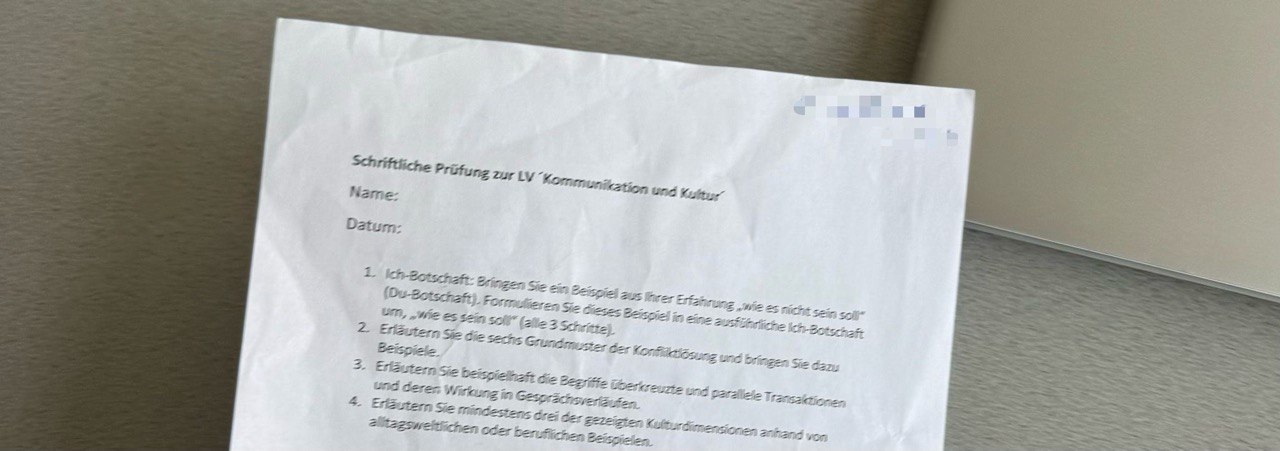 Schriftliche Prüfung zur LV ´Kommunikation und Kultur´
Name:
Datum:
1. Ich-Botschaft: Bringen Sie ein Beispiel aus Ihrer Erfahrung „wie es nicht sein soll“
(Du-Botschaft). Formulieren Sie dieses Beispiel in eine ausführliche Ich-Botschaft
um, „wie es sein soll“ (alle 3 Schritte).
2. Erläutern Sie die sechs Grundmuster der Konfliktlösung und bringen Sie dazu
Beispiele.
3. Erläutern Sie beispielhaft die Begriffe überkreuzte und parallele Transaktionen
und deren Wirkung in Gesprächsverläufen.
4. Erläutern Sie mindestens drei der gezeigten Kulturdimensionen anhand von
alltagsweltlichen oder beruflichen Beispielen.